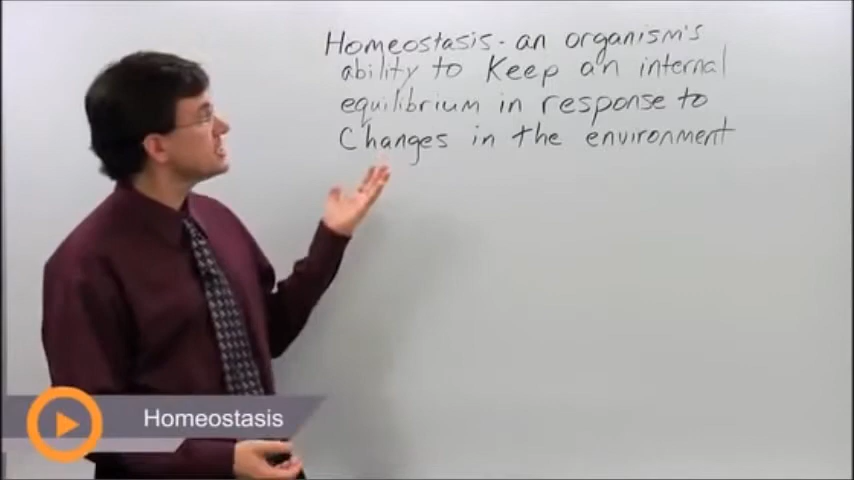 Homeostasis - an organism's
ability to Keep an internal
equilibrium in response to
Changes in the environment
Homeostasis